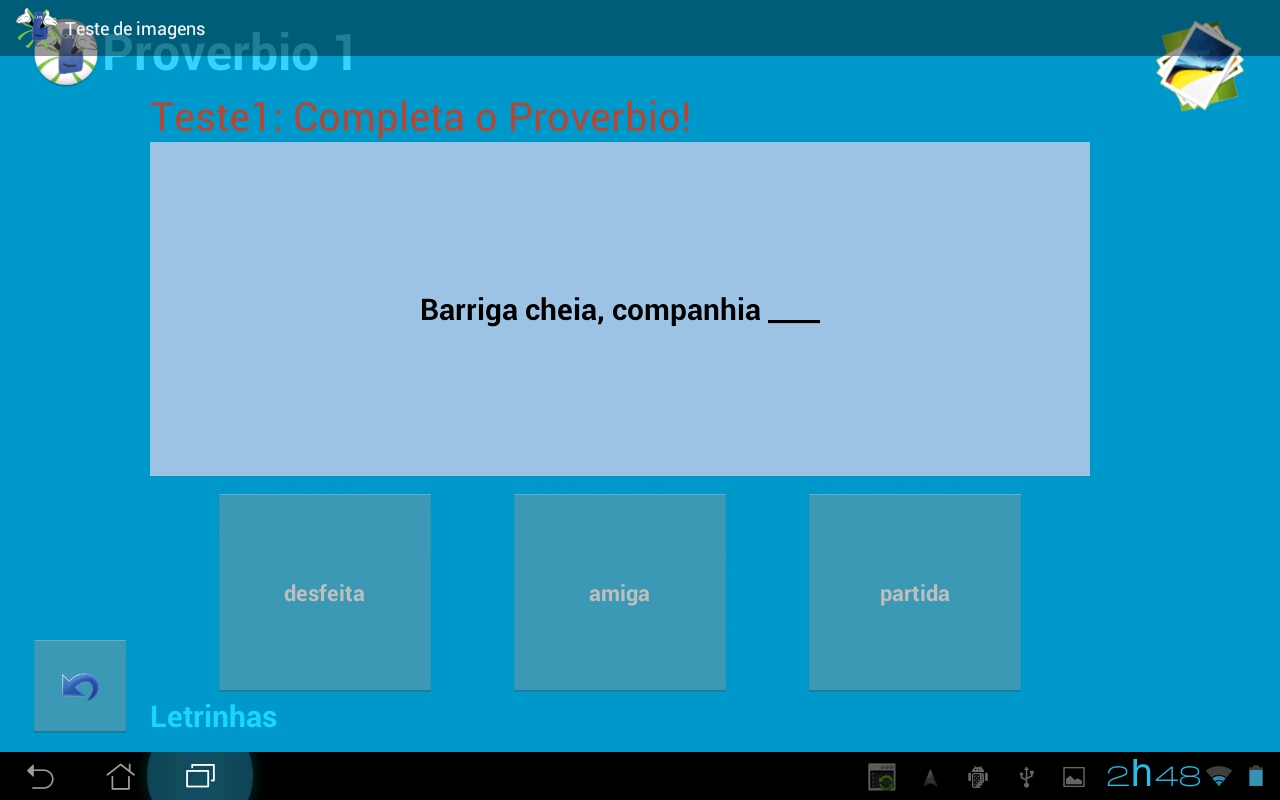 Teste de imagens
Proverbio 1
Teste1: Completa o Proverbio!
Barriga cheia, companhia ____
desfeita
amiga
partida
Letrinhas
2h48